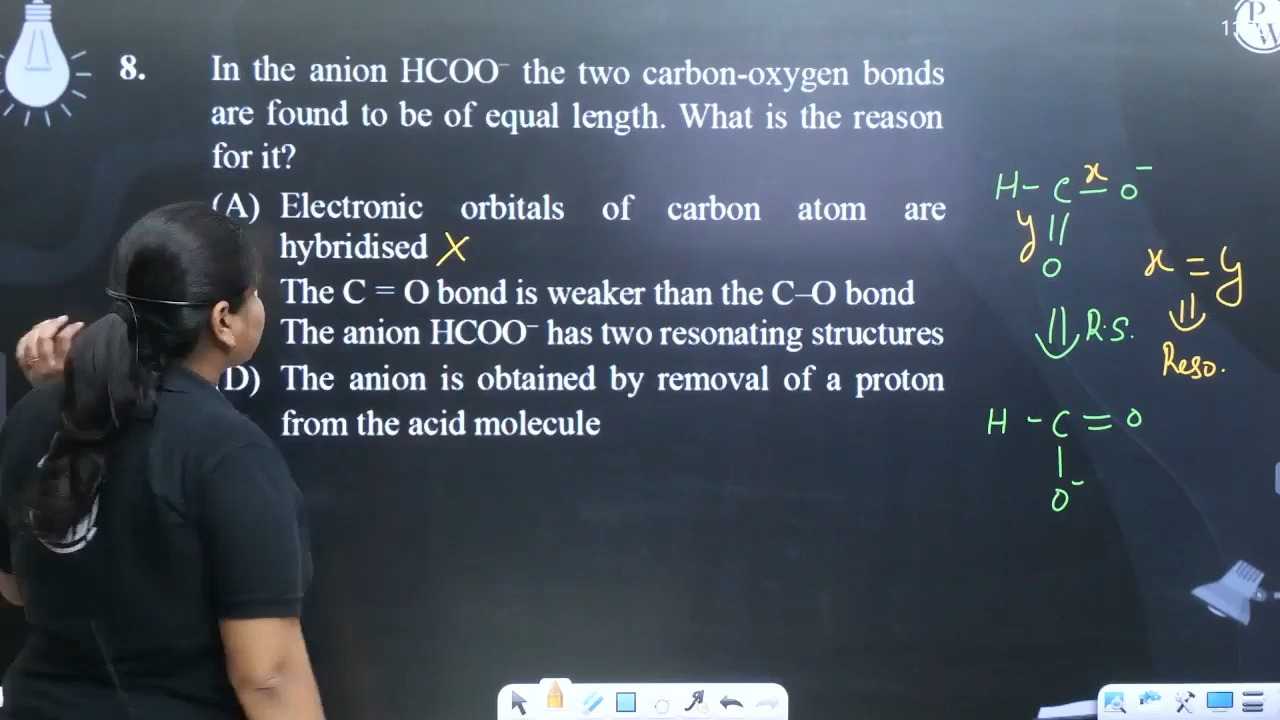 8. In the anion HCOO⁻ the two carbon-oxygen bonds
are found to be of equal length. What is the reason
for it?
(A) Electronic orbitals of carbon atom are
hybridised X
The C = O bond is weaker than the C–O bond
The anion HCOO⁻ has two resonating structures
D) The anion is obtained by removal of a proton
from the acid molecule
H - C - O⁻
x
y ||
O
x = y
⇓ R.S.
⇓
Reso.
H - C = O
|
O⁻
PW